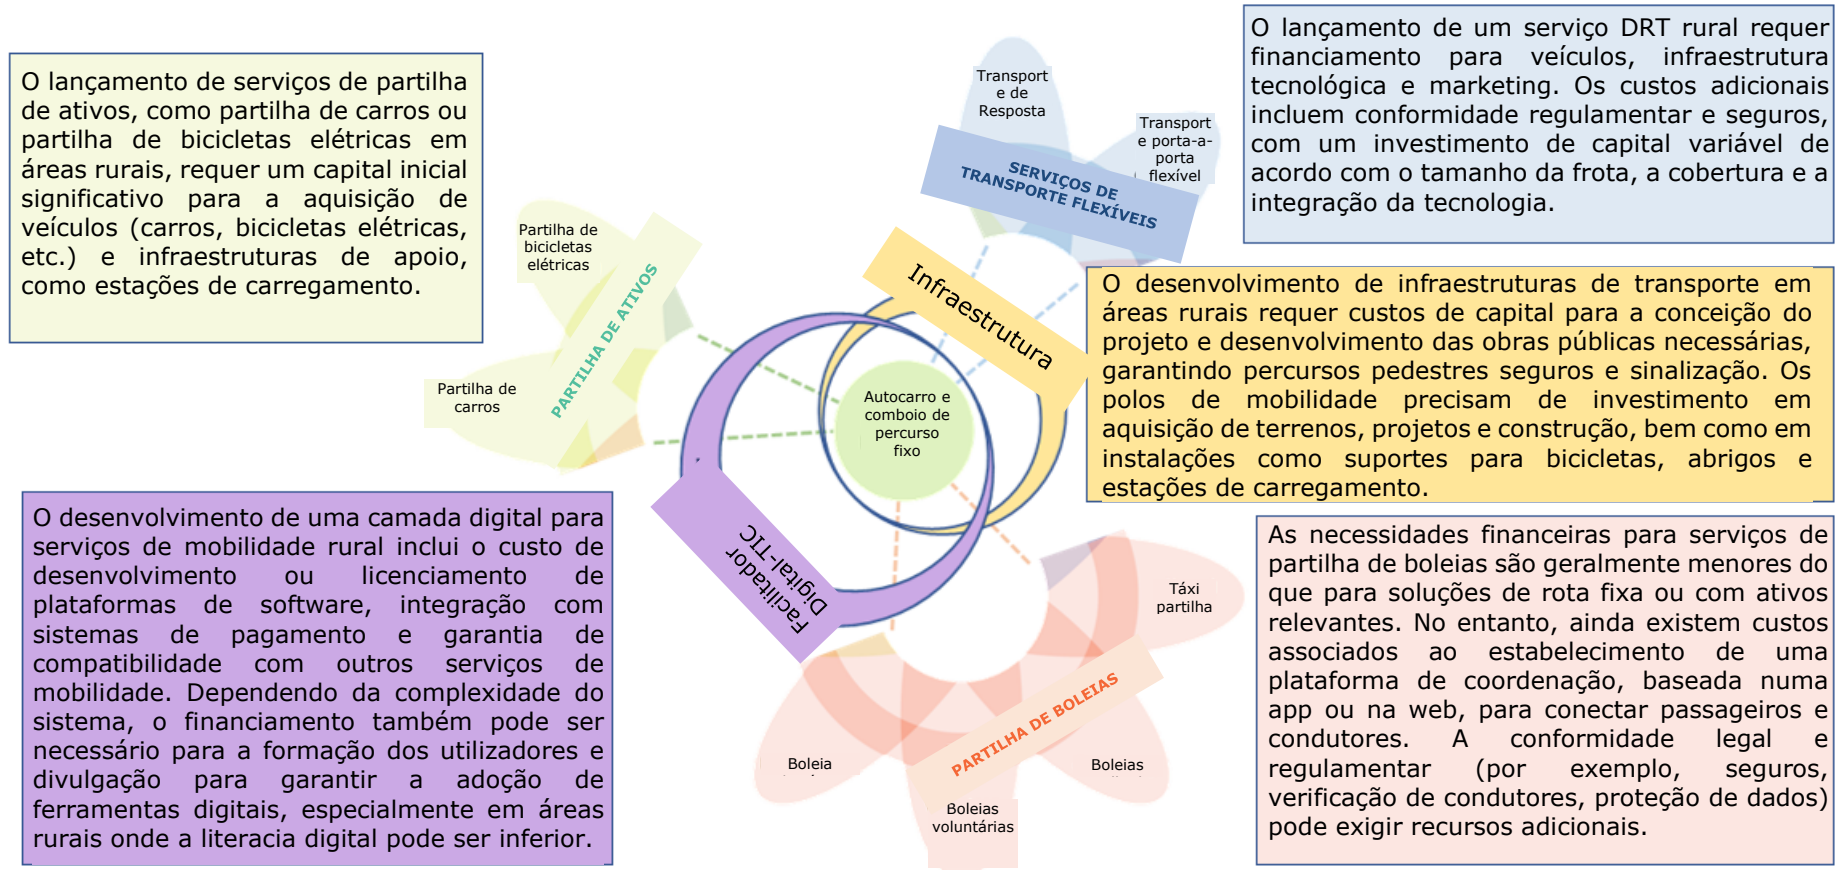 O lançamento de serviços de partilha
de ativos, como partilha de carros ou
partilha de bicicletas elétricas em
áreas rurais, requer um capital inicial
significativo para a aquisição de
veículos (carros, bicicletas elétricas,
etc.) e infraestruturas de apoio,
como estações de carregamento.
Transport
e de
Resposta
Transport
e porta-a-
porta
flexível
SERVIÇOS DE
TRANSPORTE FLEXÍVEIS
O lançamento de um serviço DRT rural requer
financiamento para veículos, infraestrutura
tecnológica e marketing. Os custos adicionais
incluem conformidade regulamentar e seguros,
com um investimento de capital variável de
acordo com o tamanho da frota, a cobertura e a
integração da tecnologia.
Partilha de
bicicletas
elétricas
Partilha de
carros
PARTILHA DE ATIVOS
Infraestrutura
Autocarro e
comboio de
percurso
fixo
O desenvolvimento de infraestruturas de transporte em
áreas rurais requer custos de capital para a conceição do
projeto e desenvolvimento das obras públicas necessárias,
garantindo percursos pedestres seguros e sinalização. Os
polos de mobilidade precisam de investimento em
aquisição de terrenos, projetos e construção, bem como em
instalações como suportes para bicicletas, abrigos e
estações de carregamento.
O desenvolvimento de uma camada digital para
serviços de mobilidade rural inclui o custo de
desenvolvimento ou licenciamento de
plataformas de software, integração com
sistemas de pagamento e garantia de
compatibilidade com outros serviços de
mobilidade. Dependendo da complexidade do
sistema, o financiamento também pode ser
necessário para a formação dos utilizadores e
divulgação para garantir a adoção de
ferramentas digitais, especialmente em áreas
rurais onde a literacia digital pode ser inferior.
Facilitador
Digital-TIC
Táxi
partilha
PARTILHA DE BOLEIAS
Boleia
Boleias
Boleias
voluntárias
As necessidades financeiras para serviços de
partilha de boleias são geralmente menores do
que para soluções de rota fixa ou com ativos
relevantes. No entanto, ainda existem custos
associados ao estabelecimento de uma
plataforma de coordenação, baseada numa
app ou na web, para conectar passageiros e
condutores. A conformidade legal e
regulamentar (por exemplo, seguros,
verificação de condutores, proteção de dados)
pode exigir recursos adicionais.